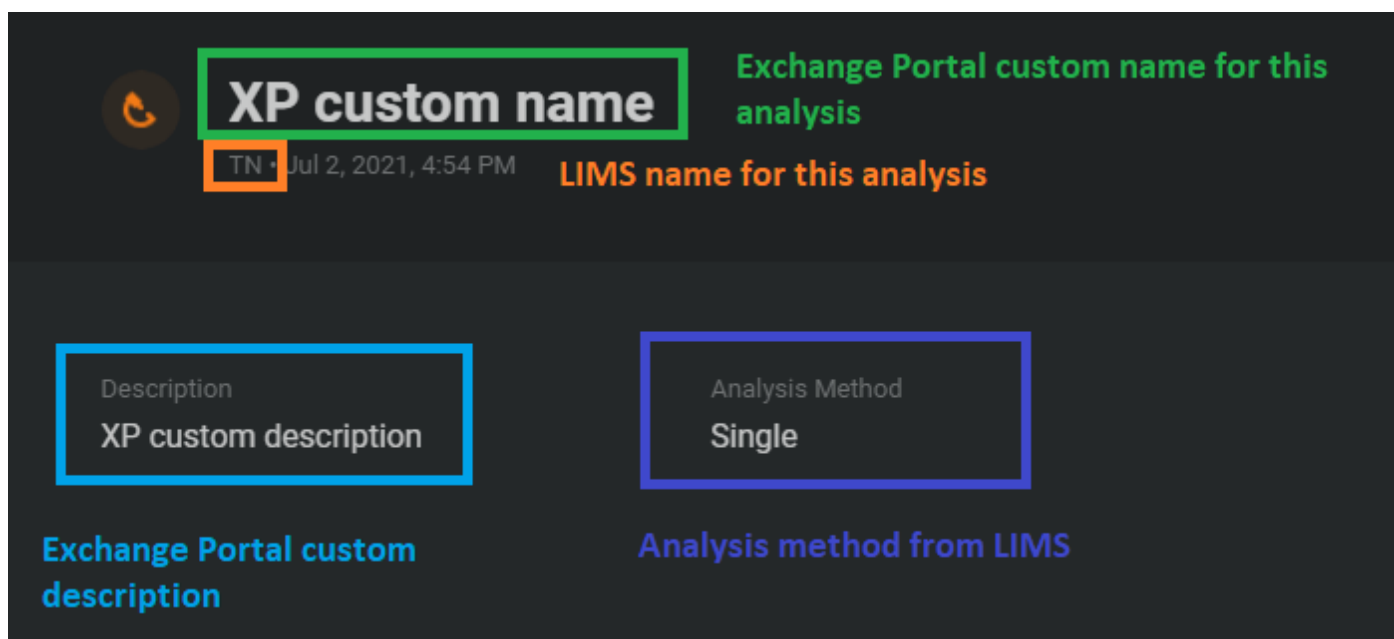 XP custom name
Exchange Portal custom name for this
analysis
TN • Jul 2, 2021, 4:54 PM
LIMS name for this analysis
Description
XP custom description
Analysis Method
Single
Exchange Portal custom
description
Analysis method from LIMS